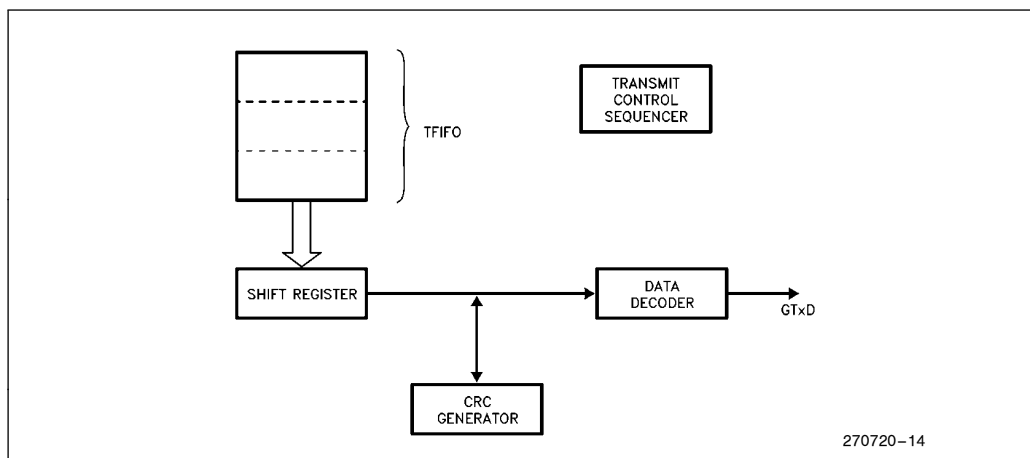 TRANSMIT
CONTROL
SEQUENCER
TFIFO
SHIFT REGISTER
DATA
DECODER
GTxD
CRC
GENERATOR
270720–14